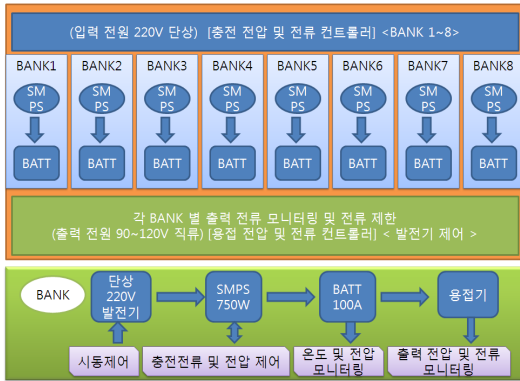 (입력 전원 220V 단상)  [충전 전압 및 전류 컨트롤러] <BANK 1~8>
BANK1 BANK2 BANK3 BANK4 BANK5 BANK6 BANK7 BANK8
SM SM SM SM SM SM SM SM
PS PS PS PS PS PS PS PS
BATT BATT BATT BATT BATT BATT BATT BATT
각 BANK 별 출력 전류 모니터링 및 전류 제한
(출력 전원 90~120V 직류) [용접 전압 및 전류 컨트롤러] < 발전기 제어 >
BANK
단상
220V
발전기
SMPS
750W
BATT
100A
용접기
시동제어
충전전류 및 전압 제어
온도 및 전압
모니터링
출력 전압 및 전류
모니터링